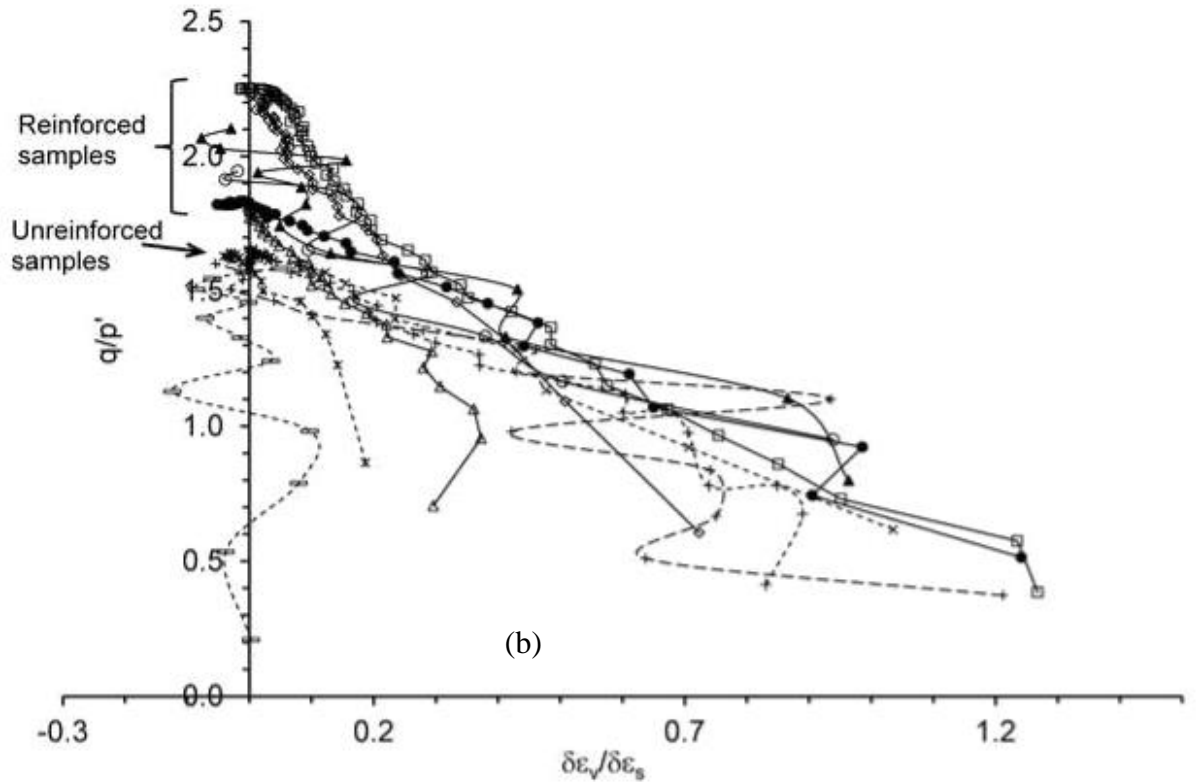 2.5
Reinforced
samples
2.0
Unreinforced
samples
1.5
q/p'
1.0
0.5
(b)
0.0
-0.3
0.2
0.7
1.2
δεv/δεs